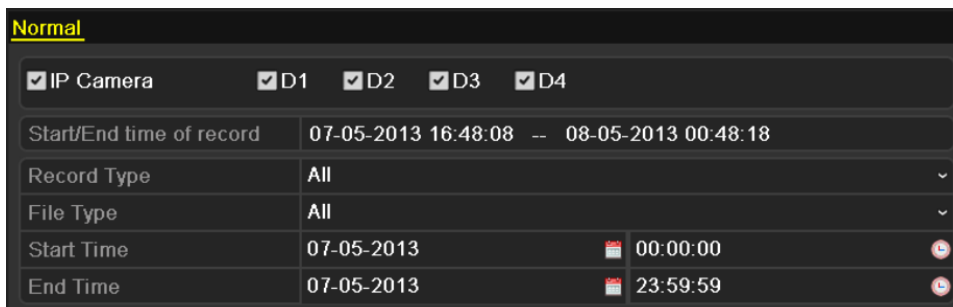 Normal
IP Camera D1 D2 D3 D4
Start/End time of record 07-05-2013 16:48:08 -- 08-05-2013 00:48:18
Record Type All
File Type All
Start Time 07-05-2013 00:00:00
End Time 07-05-2013 23:59:59